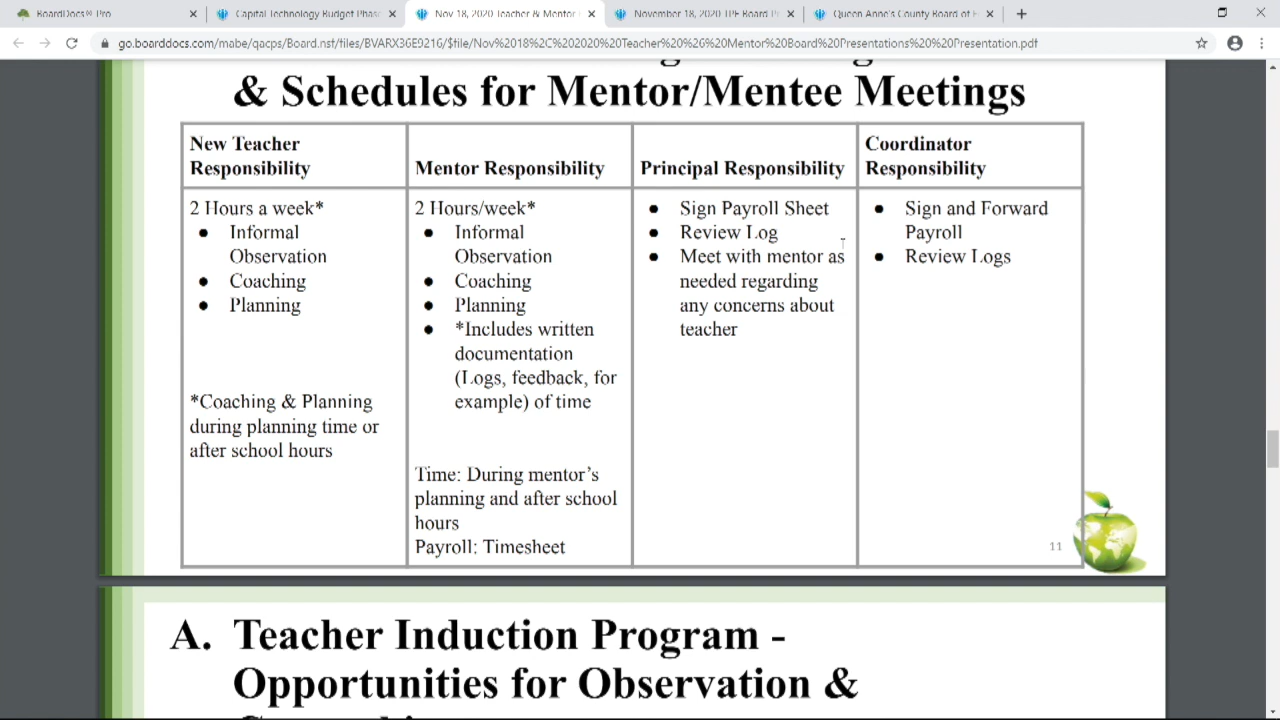 BoardDocs® Pro
Capital Technology Budget Phase
Nov 18, 2020 Teacher & Mentor
November 18, 2020 TPE Board P
Queen Anne's County Board of E
go.boarddocs.com/mabe/qacps/Board.nsf/files/BVARX36E9216/$file/Nov%2018%2C%202020%20Teacher%20%26%20Mentor%20Board%20Presentations%20%20Presentation.pdf
& Schedules for Mentor/Mentee Meetings
New Teacher
Responsibility
Mentor Responsibility
Principal Responsibility
Coordinator
Responsibility
2 Hours a week*
● Informal
Observation
● Coaching
● Planning
*Coaching & Planning
during planning time or
after school hours
2 Hours/week*
● Informal
Observation
● Coaching
● Planning
● *Includes written
documentation
(Logs, feedback, for
example) of time
Time: During mentor's
planning and after school
hours
Payroll: Timesheet
● Sign Payroll Sheet
● Review Log
● Meet with mentor as
needed regarding
any concerns about
teacher
● Sign and Forward
Payroll
● Review Logs
11
A. Teacher Induction Program -
Opportunities for Observation &